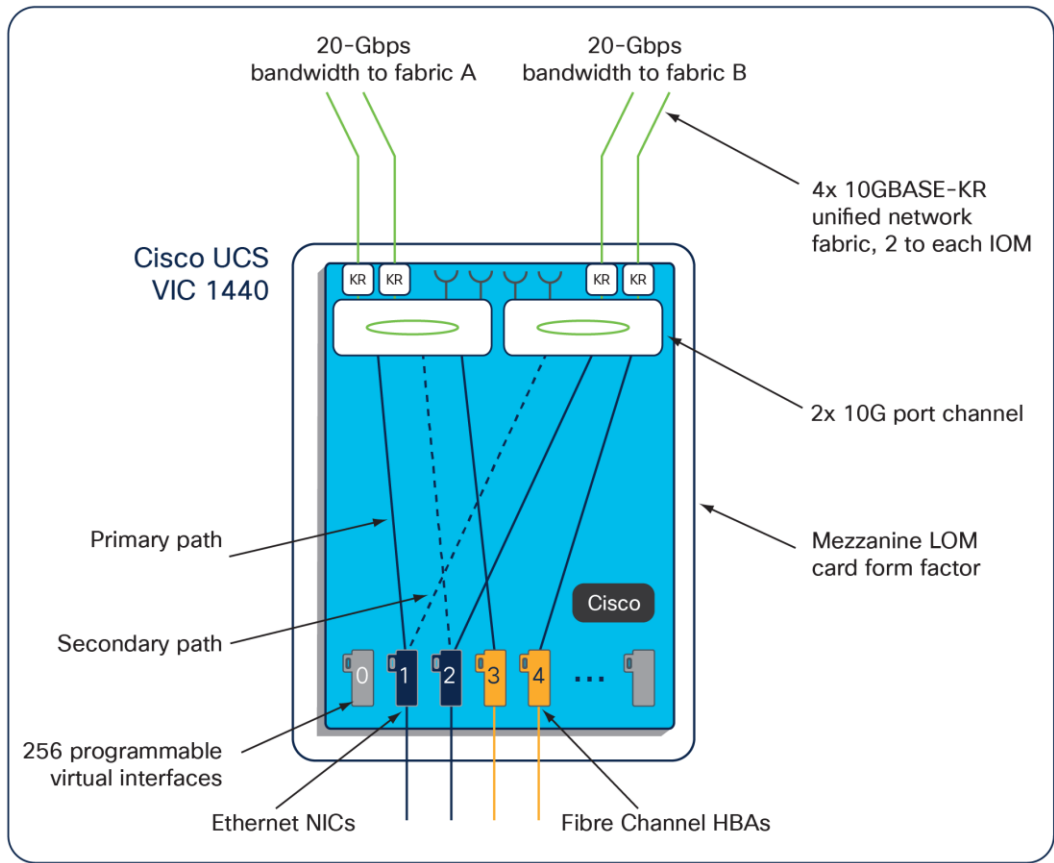 20-Gbps
bandwidth to fabric A
20-Gbps
bandwidth to fabric B
4x 10GBASE-KR
unified network
fabric, 2 to each IOM
Cisco UCS
VIC 1440
KR
KR
KR
KR
2x 10G port channel
Primary path
Mezzanine LOM
card form factor
Cisco
Secondary path
0
1
2
3
4
...
256 programmable
virtual interfaces
Ethernet NICs
Fibre Channel HBAs